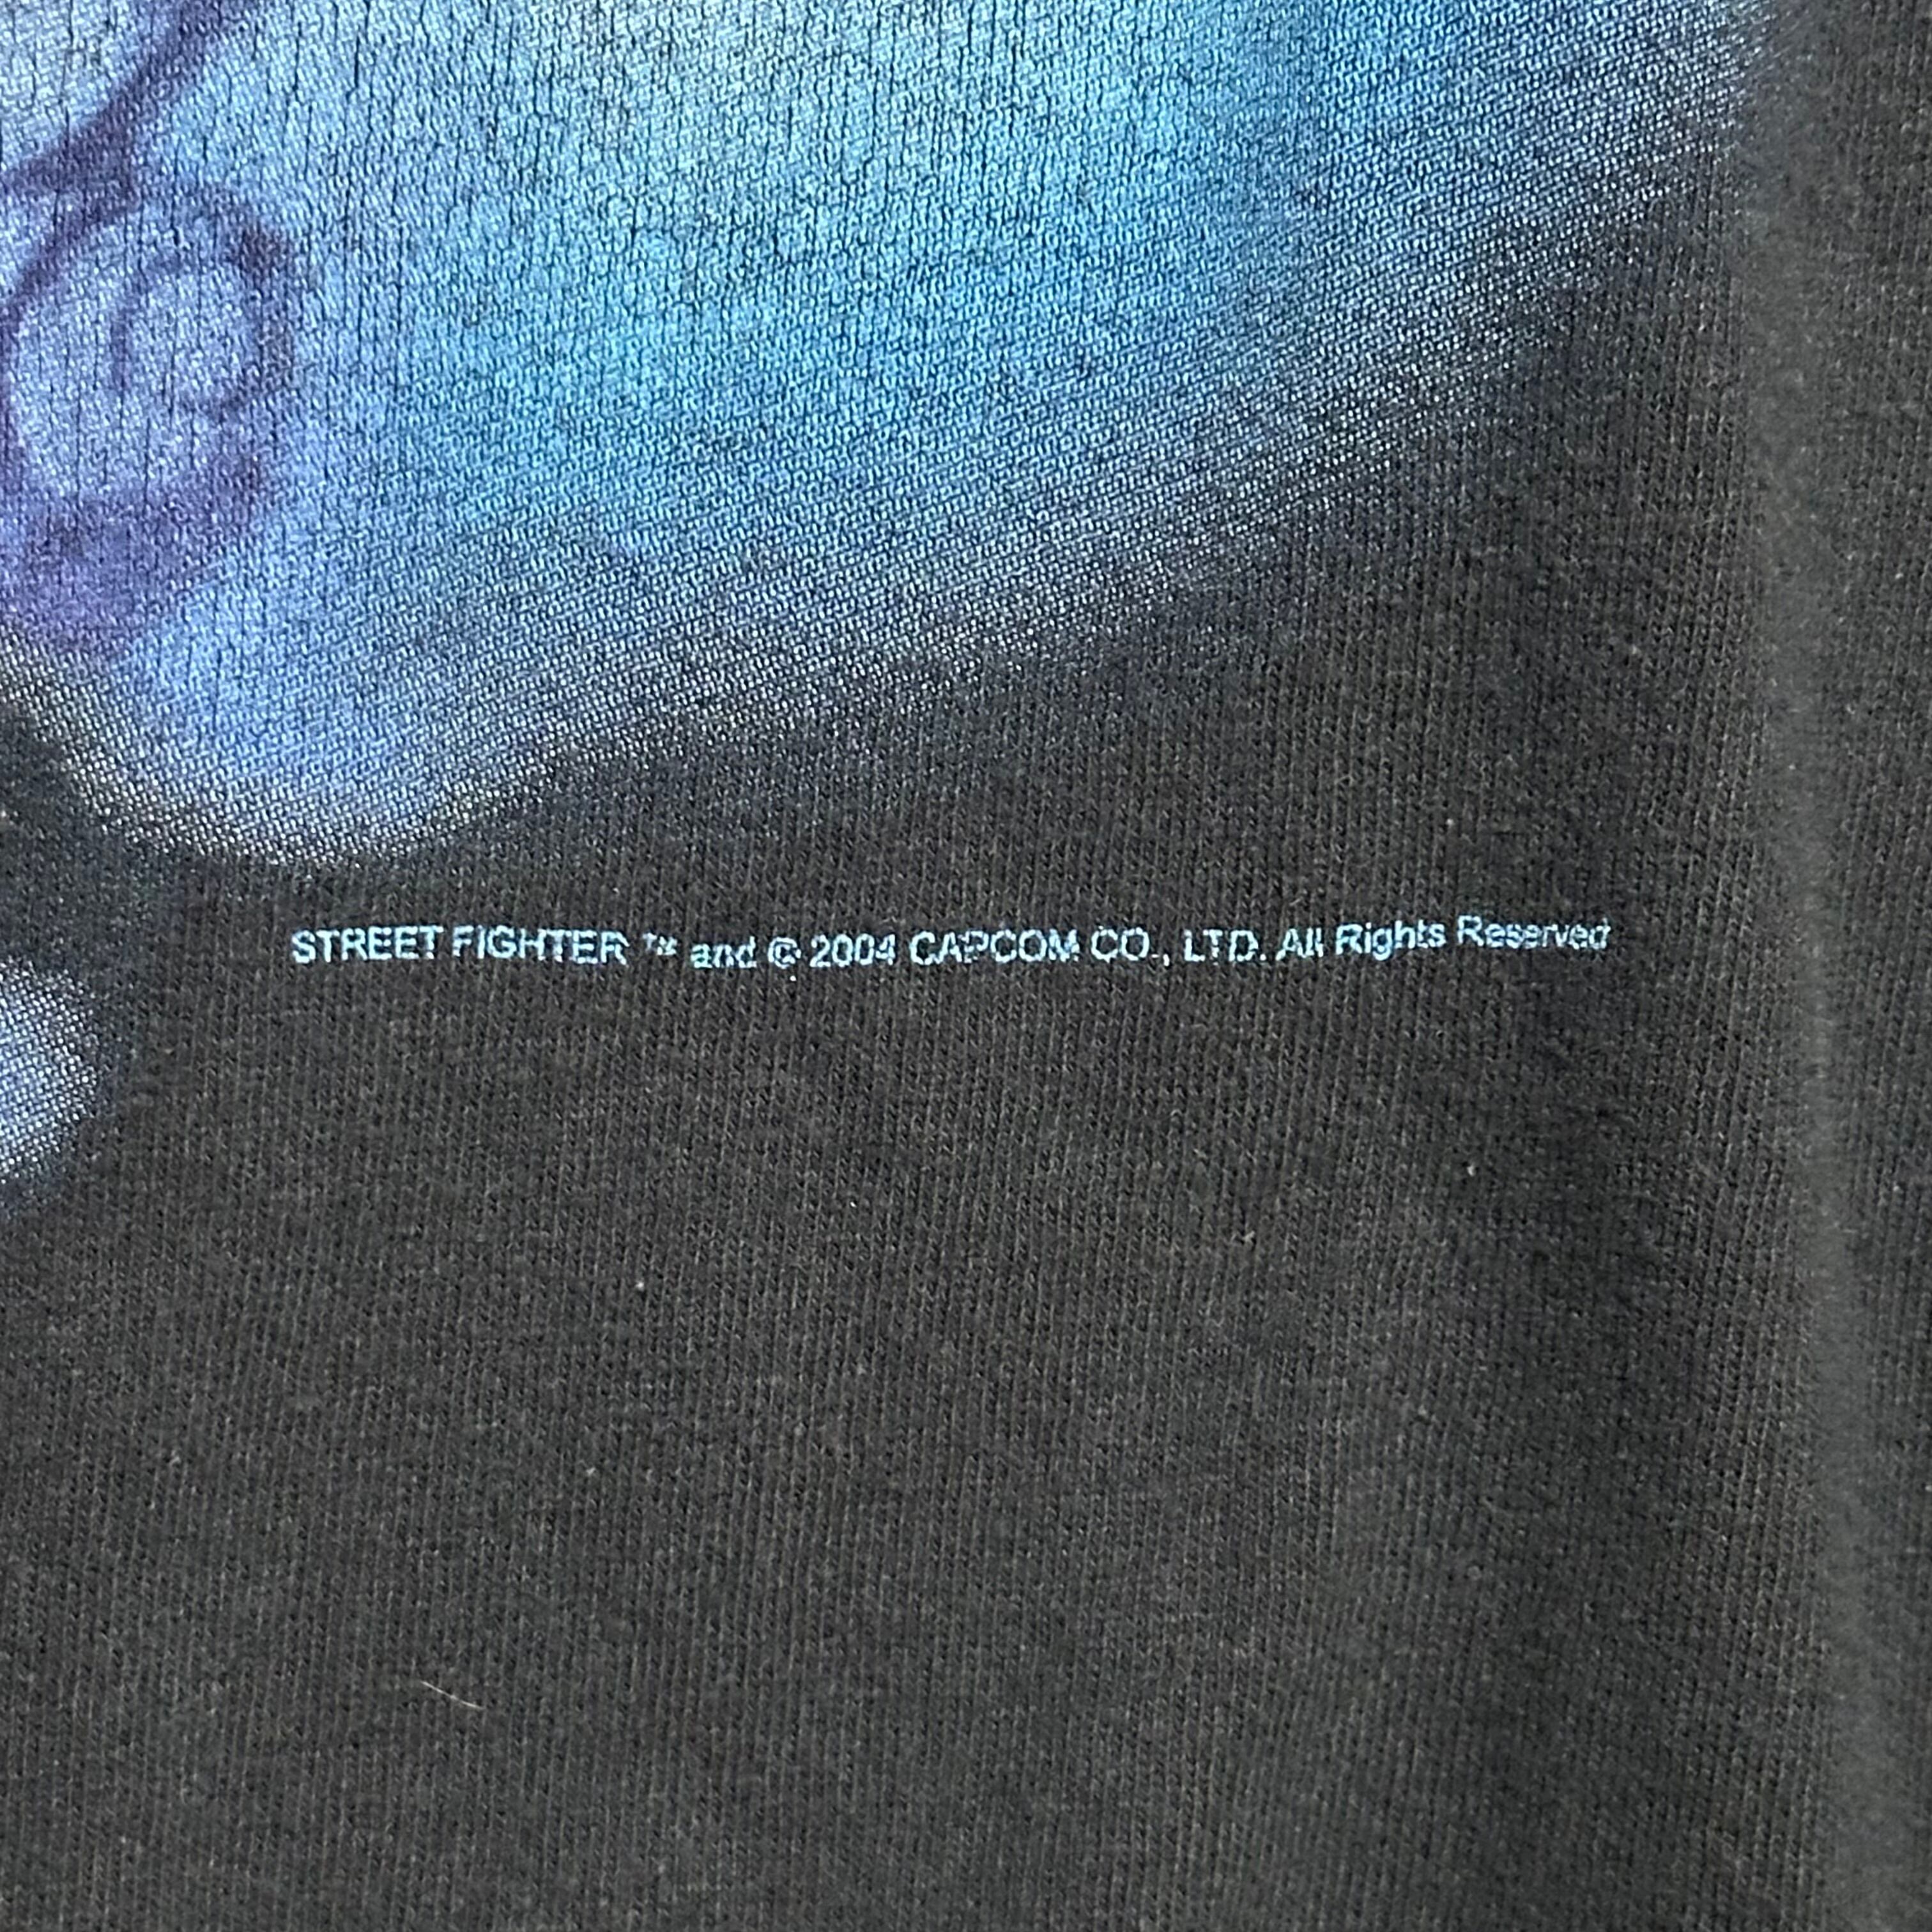 STREET FIGHTER ™ and © 2004 CAPCOM CO., LTD. All Rights Reserved